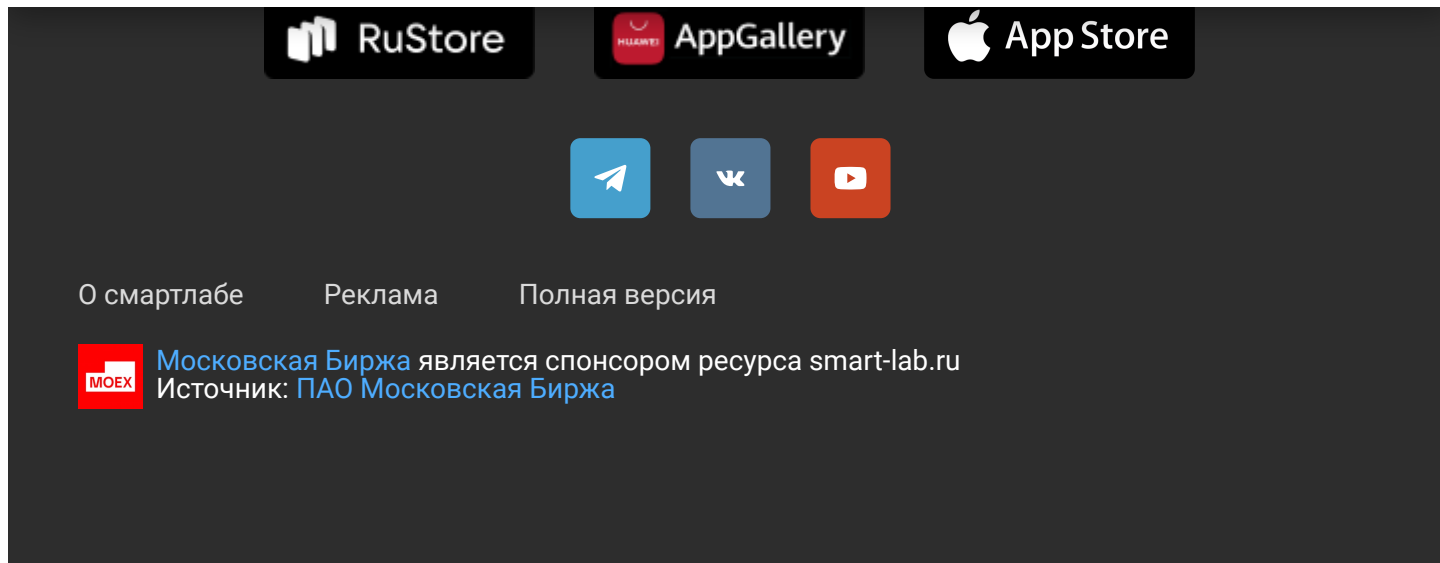 RuStore
HUAWEI AppGallery
App Store
О смартлабе Реклама Полная версия
MOEX Московская Биржа является спонсором ресурса smart-lab.ru
Источник: ПАО Московская Биржа